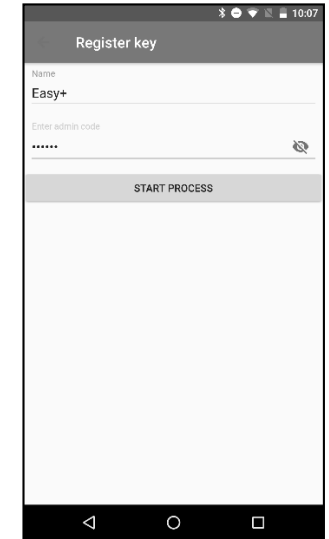 10:07
Register key
Name
Easy+
Enter admin code
••••••
START PROCESS